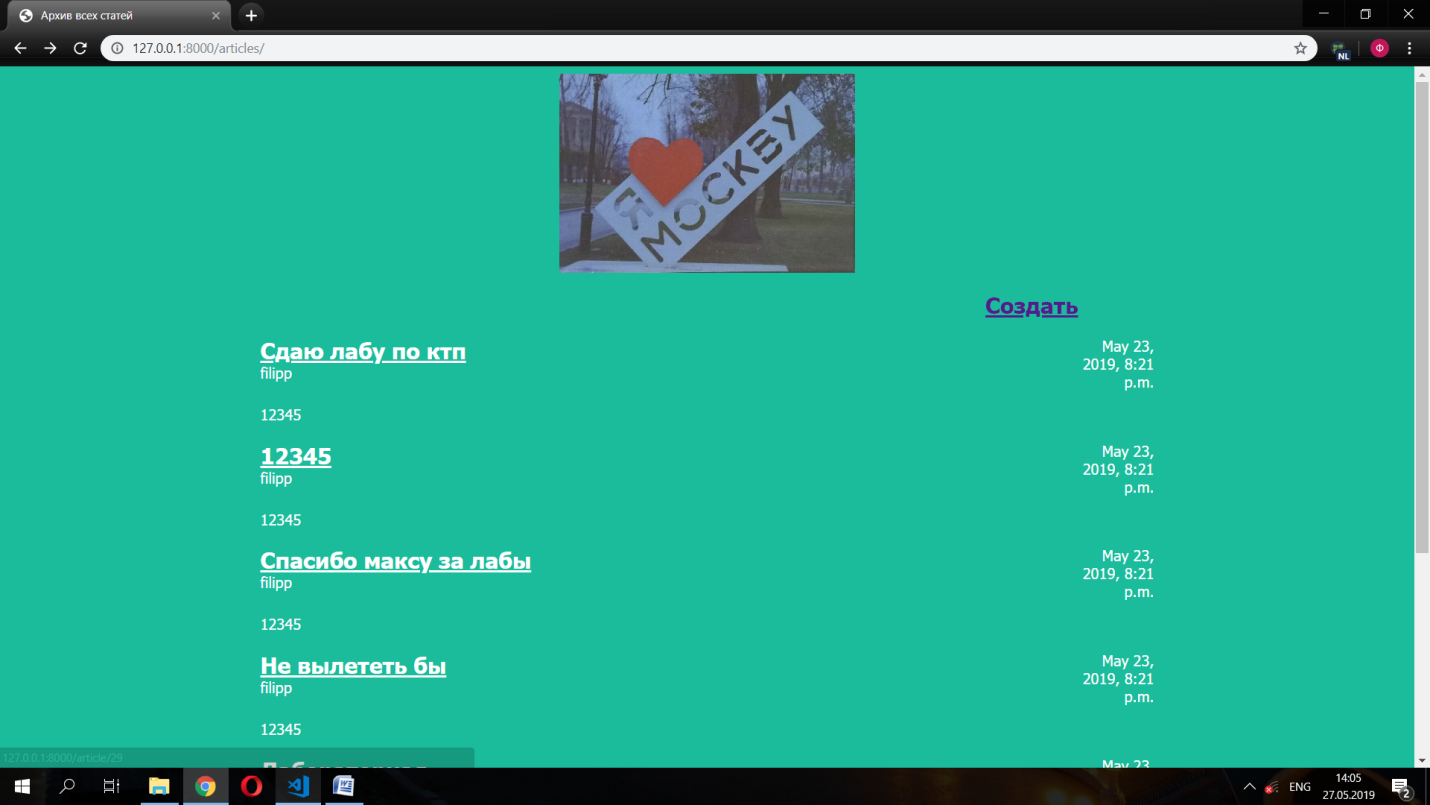 Архив всех статей
127.0.0.1:8000/articles/
NL
Ф
Я МОСКВУ
Создать
Сдаю лабу по ктп
filipp
May 23,
2019, 8:21
p.m.
12345
12345
filipp
May 23,
2019, 8:21
p.m.
12345
Спасибо максу за лабы
filipp
May 23,
2019, 8:21
p.m.
12345
Не вылететь бы
filipp
May 23,
2019, 8:21
p.m.
12345
May 23,
127.0.0.1:8000/article/29
ENG
14:05
27.05.2019
2